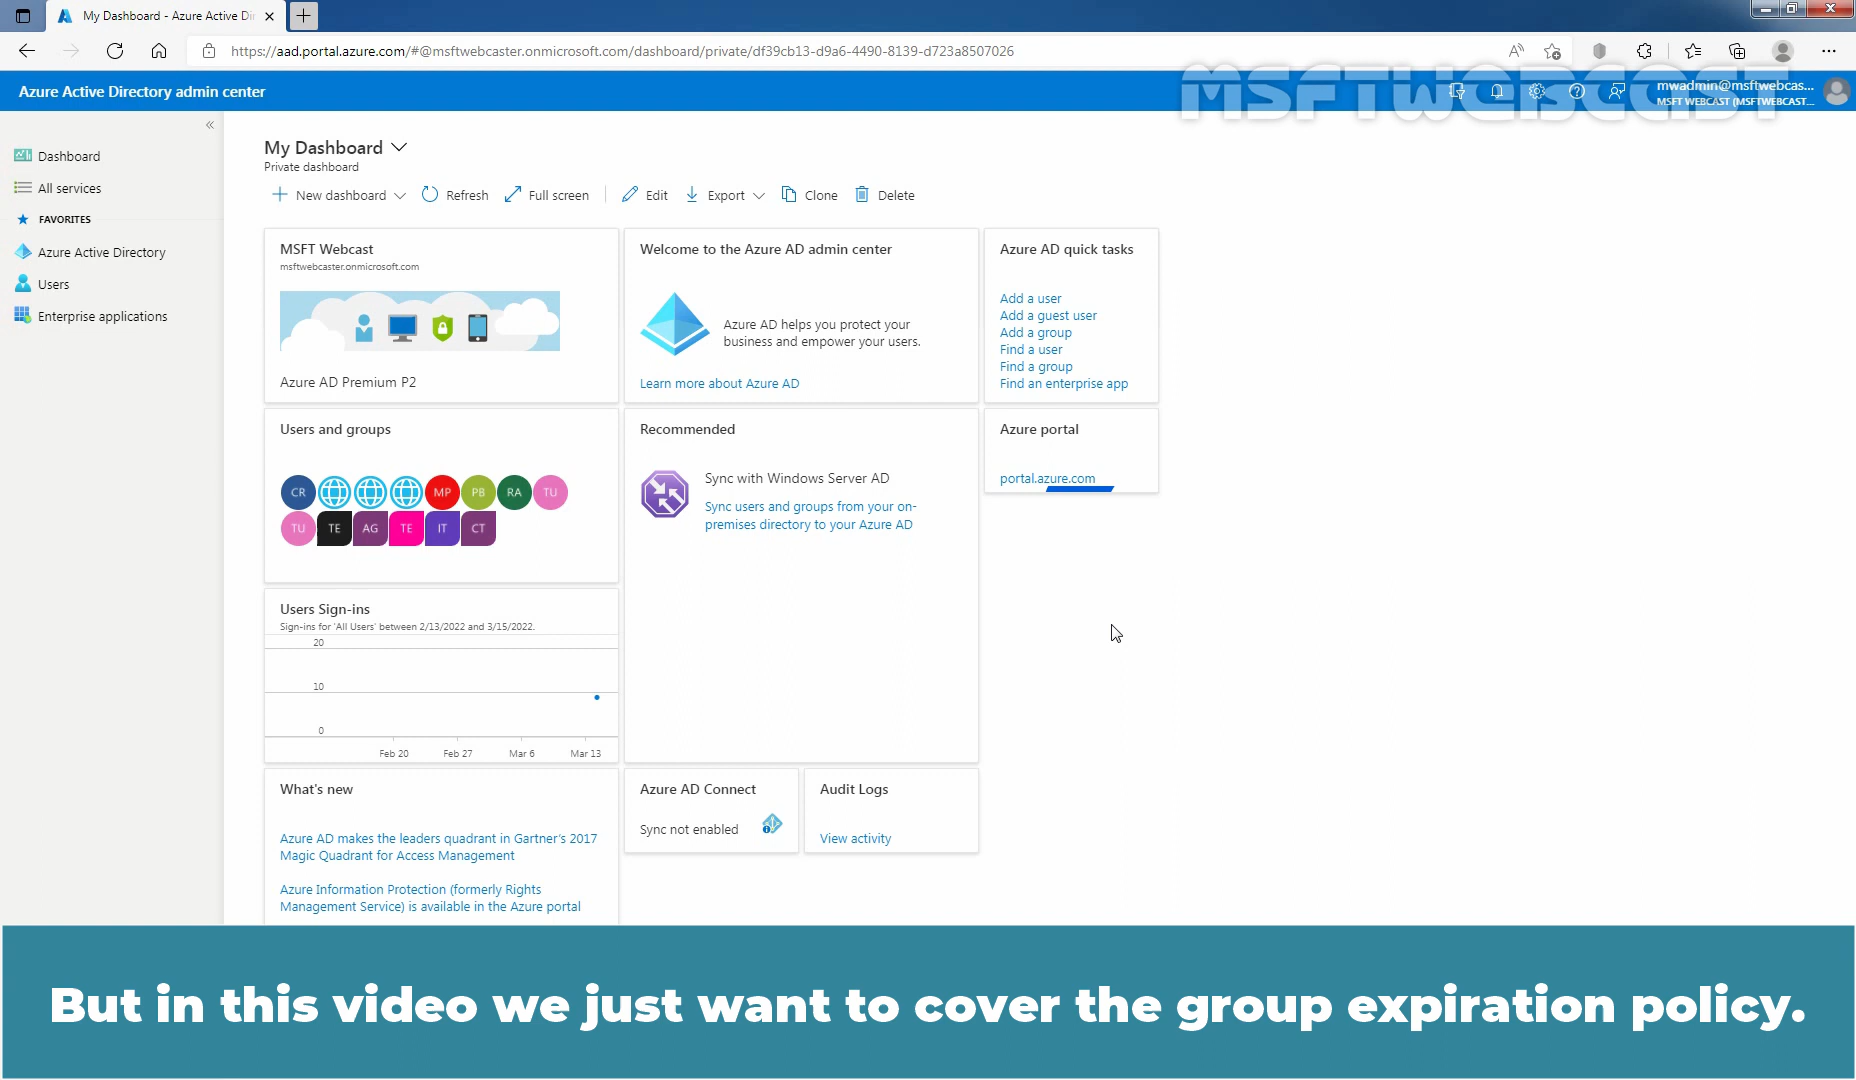 My Dashboard - Azure Active Di
https://aad.portal.azure.com/#@msftwebcaster.onmicrosoft.com/dashboard/private/df39cb13-d9a6-4490-8139-d723a8507026
Azure Active Directory admin center
MSFTWEBCAST
mwadmin@msftwebcas...
MSFT WEBCAST (MSFTWEBCAST...
Dashboard
All services
FAVORITES
Azure Active Directory
Users
Enterprise applications
My Dashboard
Private dashboard
New dashboard
Refresh
Full screen
Edit
Export
Clone
Delete
MSFT Webcast
msftwebcaster.onmicrosoft.com
Azure AD Premium P2
Welcome to the Azure AD admin center
Azure AD helps you protect your
business and empower your users.
Learn more about Azure AD
Azure AD quick tasks
Add a user
Add a guest user
Add a group
Find a user
Find a group
Find an enterprise app
Users and groups
CR MP PB RA TU
TU TE AG TE IT CT
Recommended
Sync with Windows Server AD
Sync users and groups from your on-
premises directory to your Azure AD
Azure portal
portal.azure.com
Users Sign-ins
Sign-ins for 'All Users' between 2/13/2022 and 3/15/2022.
20
10
0
Feb 20 Feb 27 Mar 6 Mar 13
What's new
Azure AD makes the leaders quadrant in Gartner's 2017
Magic Quadrant for Access Management
Azure Information Protection (formerly Rights
Management Service) is available in the Azure portal
Azure AD Connect
Sync not enabled
Audit Logs
View activity
But in this video we just want to cover the group expiration policy.